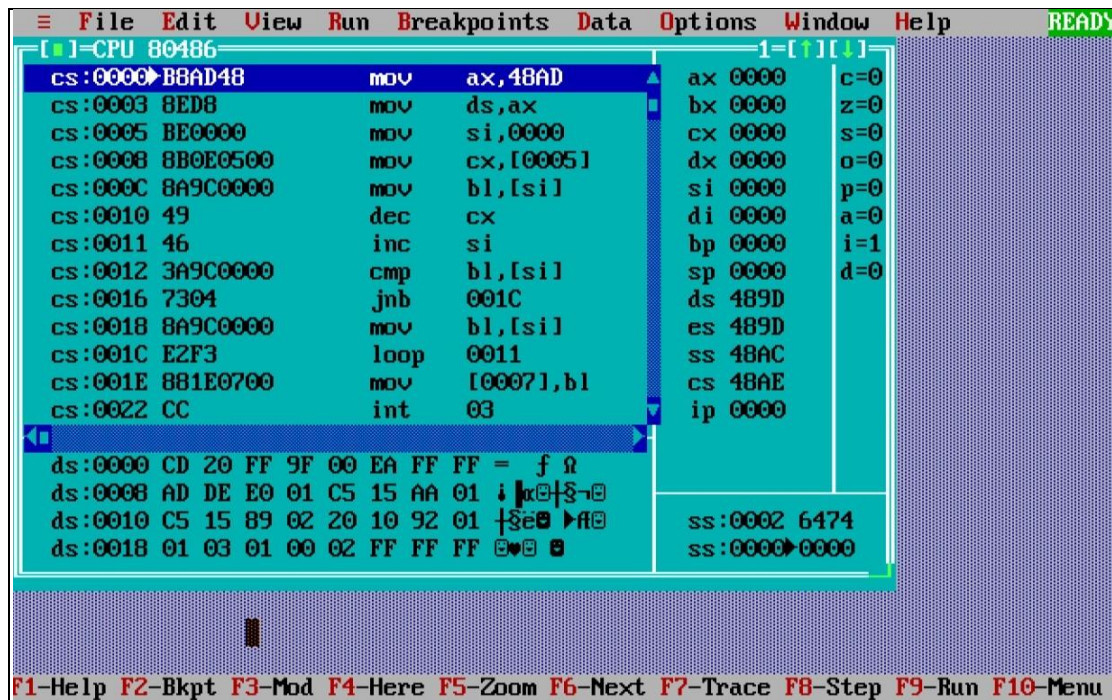 ≡ File Edit View Run Breakpoints Data Options Window Help READY
[■]=CPU 80486 1=[↑][↓]
cs:0000►B8AD48 mov ax,48AD ax 0000 c=0
cs:0003 8ED8 mov ds,ax bx 0000 z=0
cs:0005 BE0000 mov si,0000 cx 0000 s=0
cs:0008 8B0E0500 mov cx,[0005] dx 0000 o=0
cs:000C 8A9C0000 mov bl,[si] si 0000 p=0
cs:0010 49 dec cx di 0000 a=0
cs:0011 46 inc si bp 0000 i=1
cs:0012 3A9C0000 cmp bl,[si] sp 0000 d=0
cs:0016 7304 jnb 001C ds 489D
cs:0018 8A9C0000 mov bl,[si] es 489D
cs:001C E2F3 loop 0011 ss 48AC
cs:001E 881E0700 mov [0007],bl cs 48AE
cs:0022 CC int 03 ip 0000
ds:0000 CD 20 FF 9F 00 EA FF FF = ƒ Ω
ds:0008 AD DE E0 01 C5 15 AA 01 ¡▐α☺┼§¬☺
ds:0010 C5 15 89 02 20 10 92 01 ┼§ë☻ ►Æ☺ ss:0002 6474
ds:0018 01 03 01 00 02 FF FF FF ☺♥☺ ☻ ss:0000►0000
F1-Help F2-Bkpt F3-Mod F4-Here F5-Zoom F6-Next F7-Trace F8-Step F9-Run F10-Menu